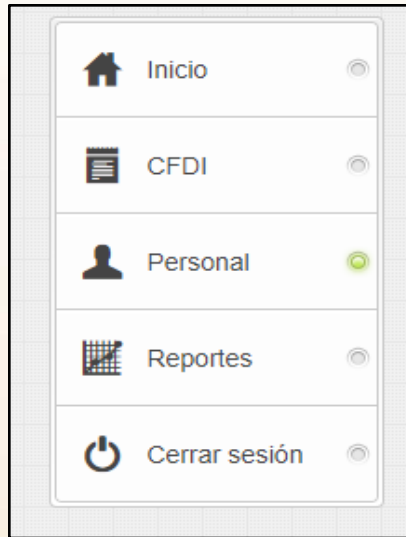 Inicio
CFDI
Personal
Reportes
Cerrar sesión